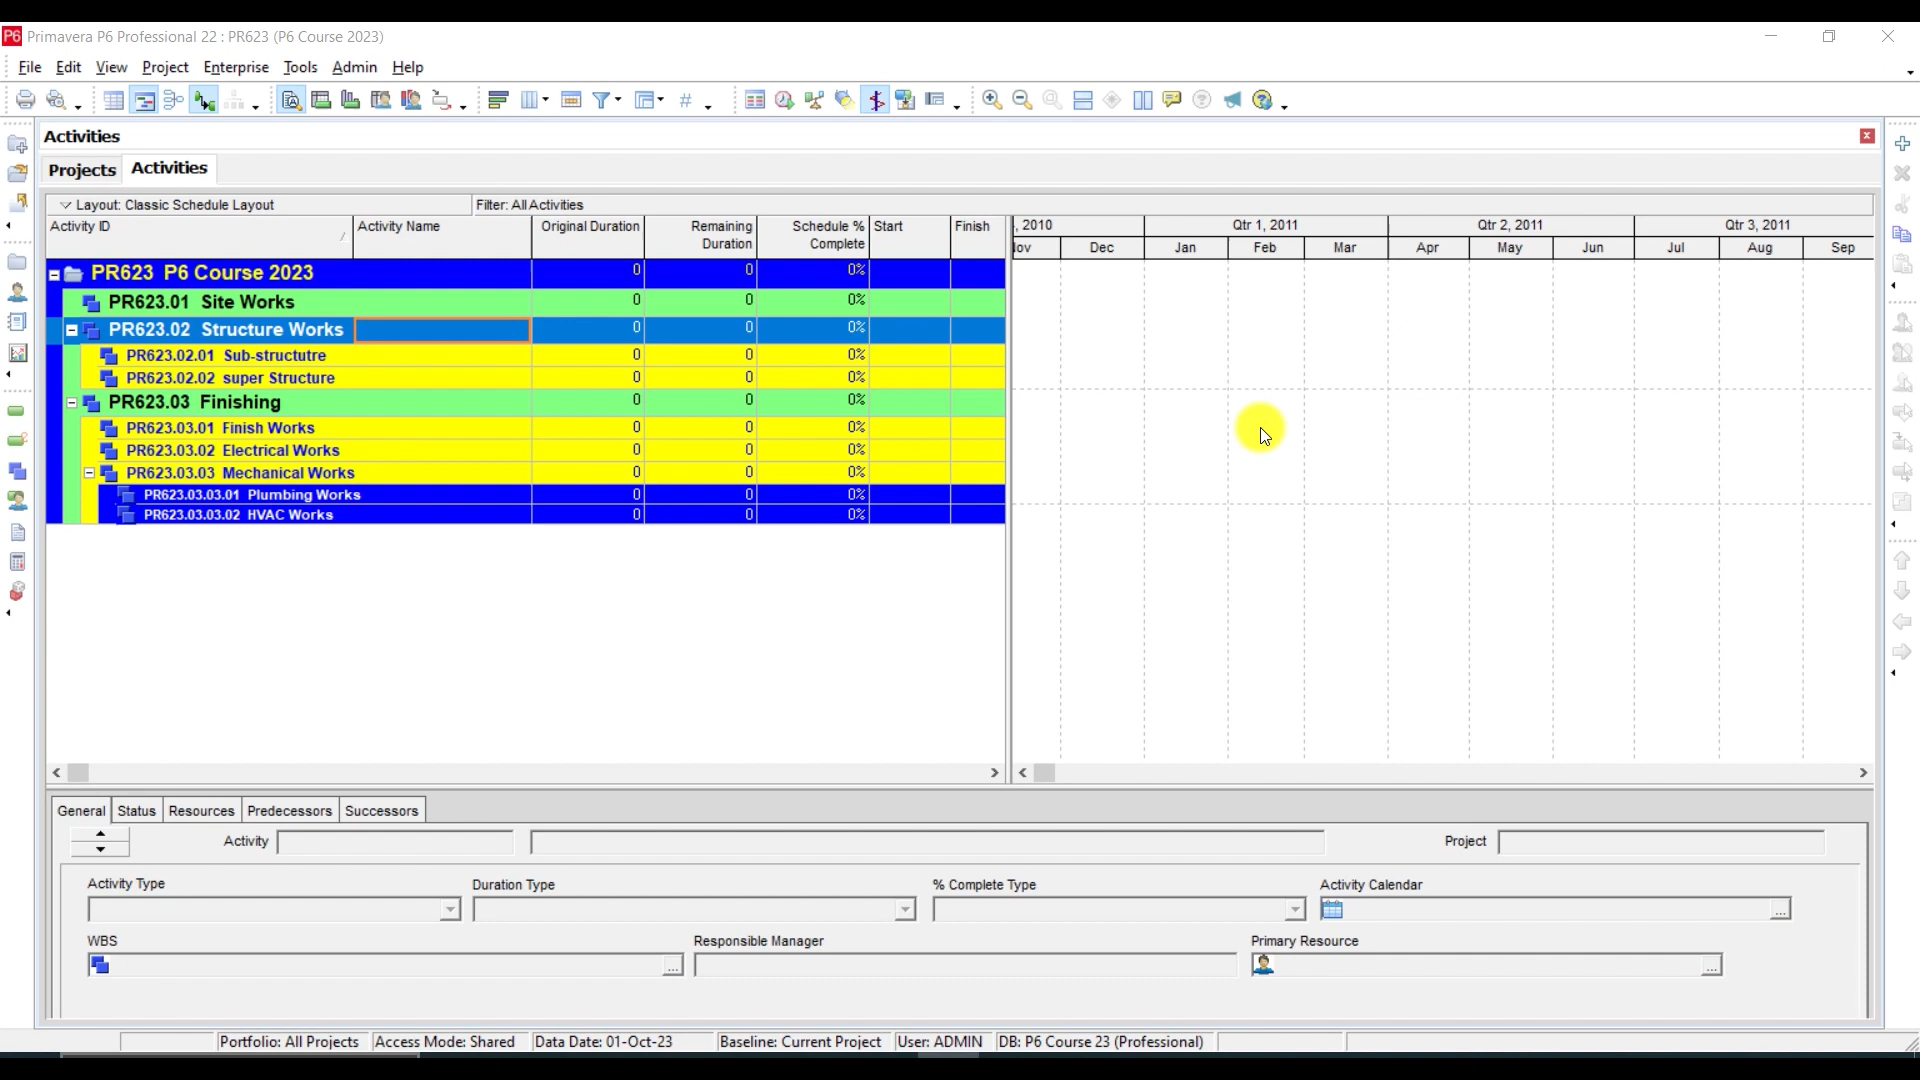 P6 Primavera P6 Professional 22 : PR623 (P6 Course 2023)
File Edit View Project Enterprise Tools Admin Help
Activities
Projects Activities
Layout: Classic Schedule Layout Filter: All Activities
Activity ID Activity Name Original Duration Remaining Duration Schedule % Complete Start Finish
, 2010 Qtr 1, 2011 Qtr 2, 2011 Qtr 3, 2011
lov Dec Jan Feb Mar Apr May Jun Jul Aug Sep
PR623 P6 Course 2023 0 0 0%
PR623.01 Site Works 0 0 0%
PR623.02 Structure Works 0 0 0%
PR623.02.01 Sub-structutre 0 0 0%
PR623.02.02 super Structure 0 0 0%
PR623.03 Finishing 0 0 0%
PR623.03.01 Finish Works 0 0 0%
PR623.03.02 Electrical Works 0 0 0%
PR623.03.03 Mechanical Works 0 0 0%
PR623.03.03.01 Plumbing Works 0 0 0%
PR623.03.03.02 HVAC Works 0 0 0%
General Status Resources Predecessors Successors
Activity Project
Activity Type Duration Type % Complete Type Activity Calendar
WBS Responsible Manager Primary Resource
Portfolio: All Projects Access Mode: Shared Data Date: 01-Oct-23 Baseline: Current Project User: ADMIN DB: P6 Course 23 (Professional)